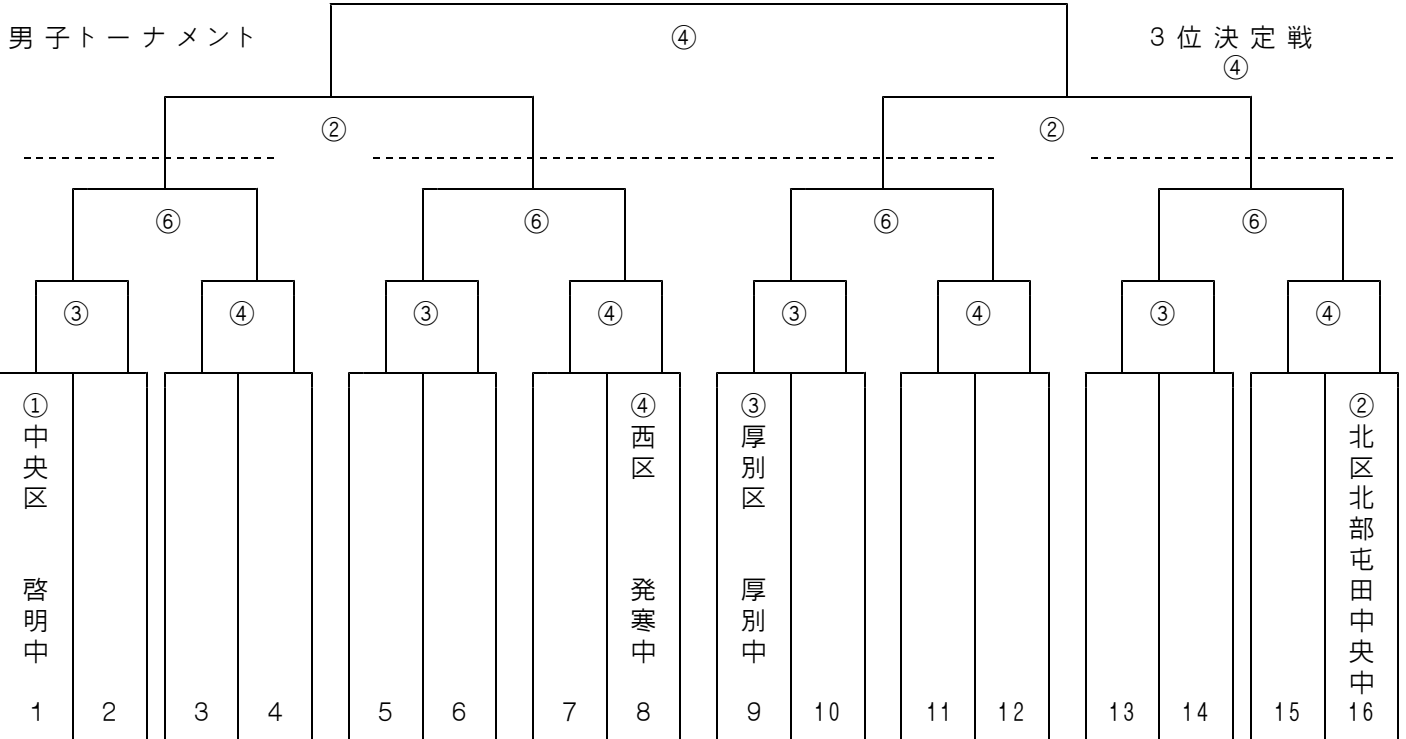 男子トーナメント
④
3位決定戦
④
②
②
⑥
⑥
⑥
⑥
③
④
③
④
③
④
③
④
①中央区 啓明中
④西区 発寒中
③厚別区 厚別中
②北区北部屯田中央中
1 2 3 4 5 6 7 8 9 10 11 12 13 14 15 16